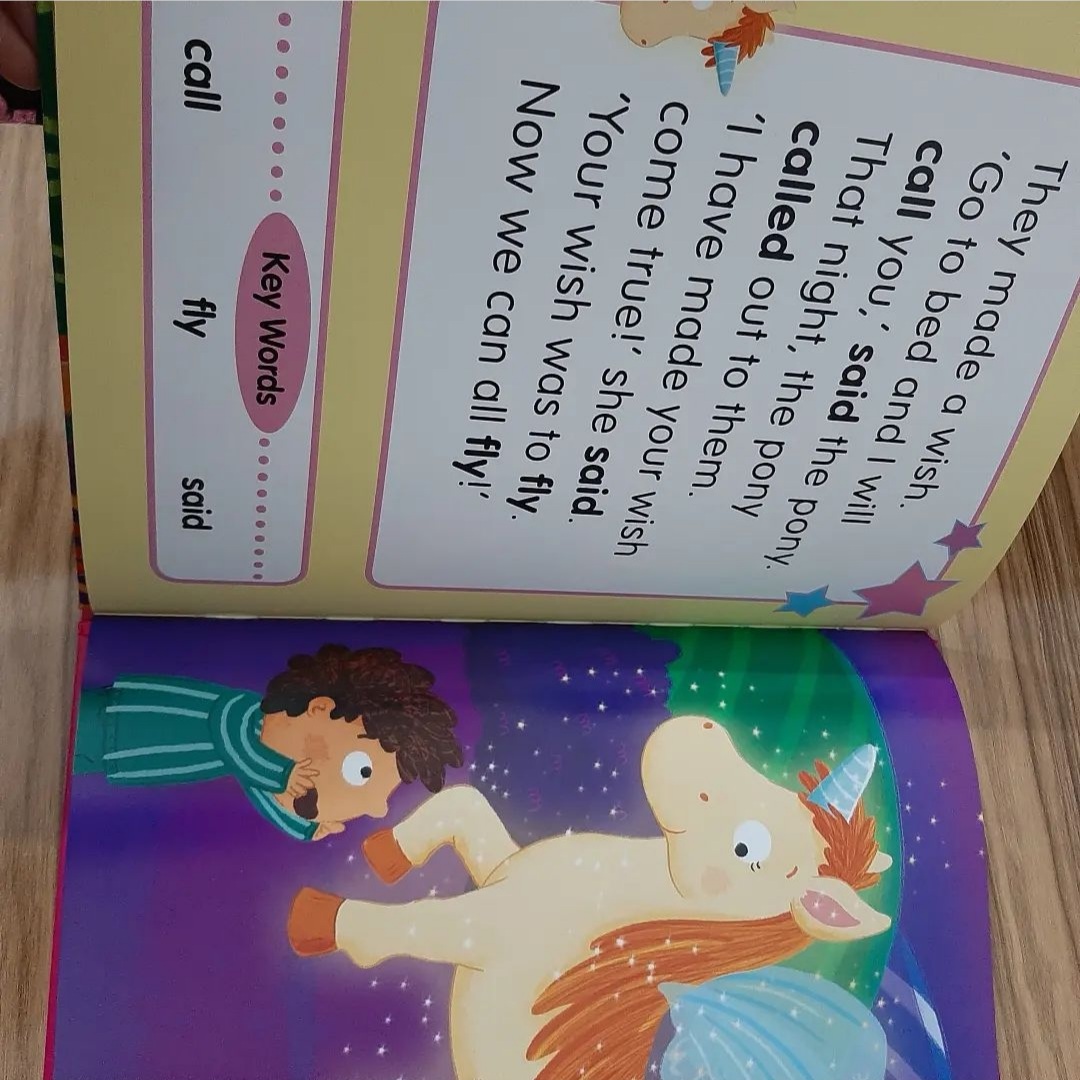 They made a wish.
‘Go to bed and I will
call you,’ said the pony.
That night, the pony
called out to them.
‘I have made your wish
come true!’ she said.
‘Your wish was to fly.
Now we can all fly!’
Key Words
call fly said